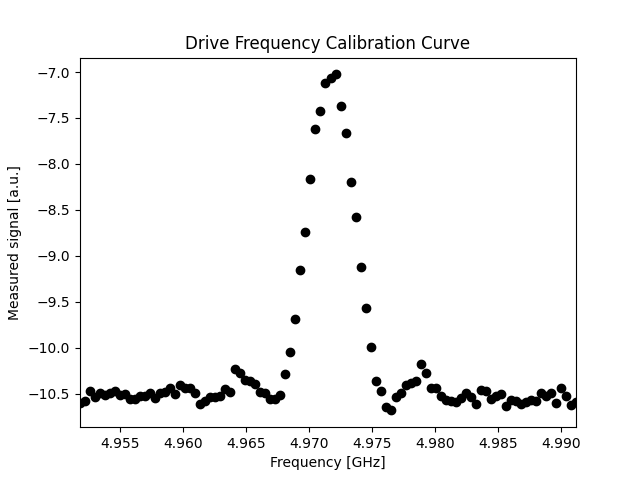 Drive Frequency Calibration Curve
−7.0
−7.5
−8.0
−8.5
−9.0
−9.5
−10.0
−10.5
Measured signal [a.u.]
4.955 4.960 4.965 4.970 4.975 4.980 4.985 4.990
Frequency [GHz]